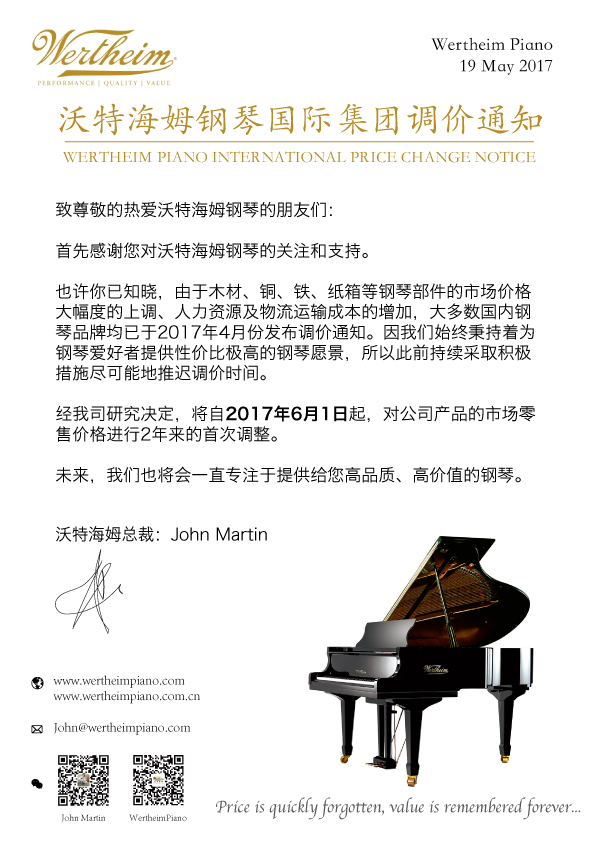 Wertheim
PERFORMANCE | QUALITY | VALUE
Wertheim Piano
19 May 2017
沃特海姆钢琴国际集团调价通知
WERTHEIM PIANO INTERNATIONAL PRICE CHANGE NOTICE
致尊敬的热爱沃特海姆钢琴的朋友们：
首先感谢您对沃特海姆钢琴的关注和支持。
也许你已知晓，由于木材、铜、铁、纸箱等钢琴部件的市场价格
大幅度的上调、人力资源及物流运输成本的增加，大多数国内钢
琴品牌均已于2017年4月份发布调价通知。因我们始终秉持着为
钢琴爱好者提供性价比极高的钢琴愿景，所以此前持续采取积极
措施尽可能地推迟调价时间。
经我司研究决定，将自2017年6月1日起，对公司产品的市场零
售价格进行2年来的首次调整。
未来，我们也将会一直专注于提供给您高品质、高价值的钢琴。
沃特海姆总裁：John Martin
Wertheim
www.wertheimpiano.com
www.wertheimpiano.com.cn
John@wertheimpiano.com
John Martin
WertheimPiano
Price is quickly forgotten, value is remembered forever...